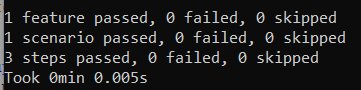 1 feature passed, 0 failed, 0 skipped
1 scenario passed, 0 failed, 0 skipped
3 steps passed, 0 failed, 0 skipped
Took 0min 0.005s